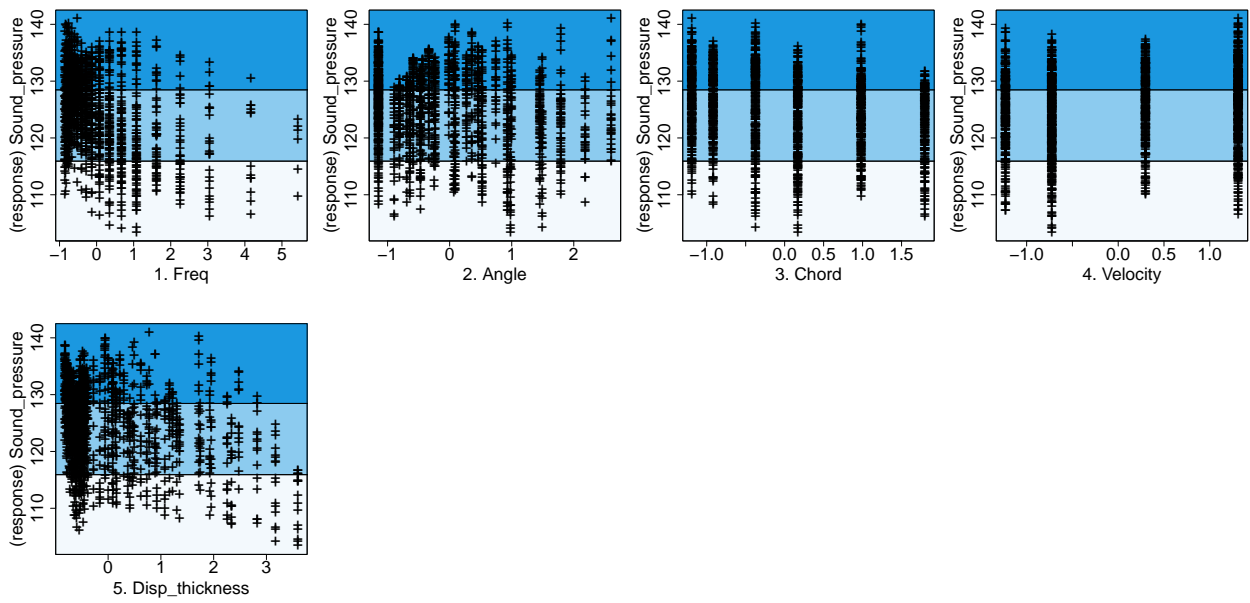 (response) Sound_pressure
140
130
120
110
−1 0 1 2 3 4 5
1. Freq
(response) Sound_pressure
140
130
120
110
−1 0 1 2
2. Angle
(response) Sound_pressure
140
130
120
110
−1.0 0.0 0.5 1.0 1.5
3. Chord
(response) Sound_pressure
140
130
120
110
−1.0 0.0 0.5 1.0
4. Velocity
(response) Sound_pressure
140
130
120
110
0 1 2 3
5. Disp_thickness